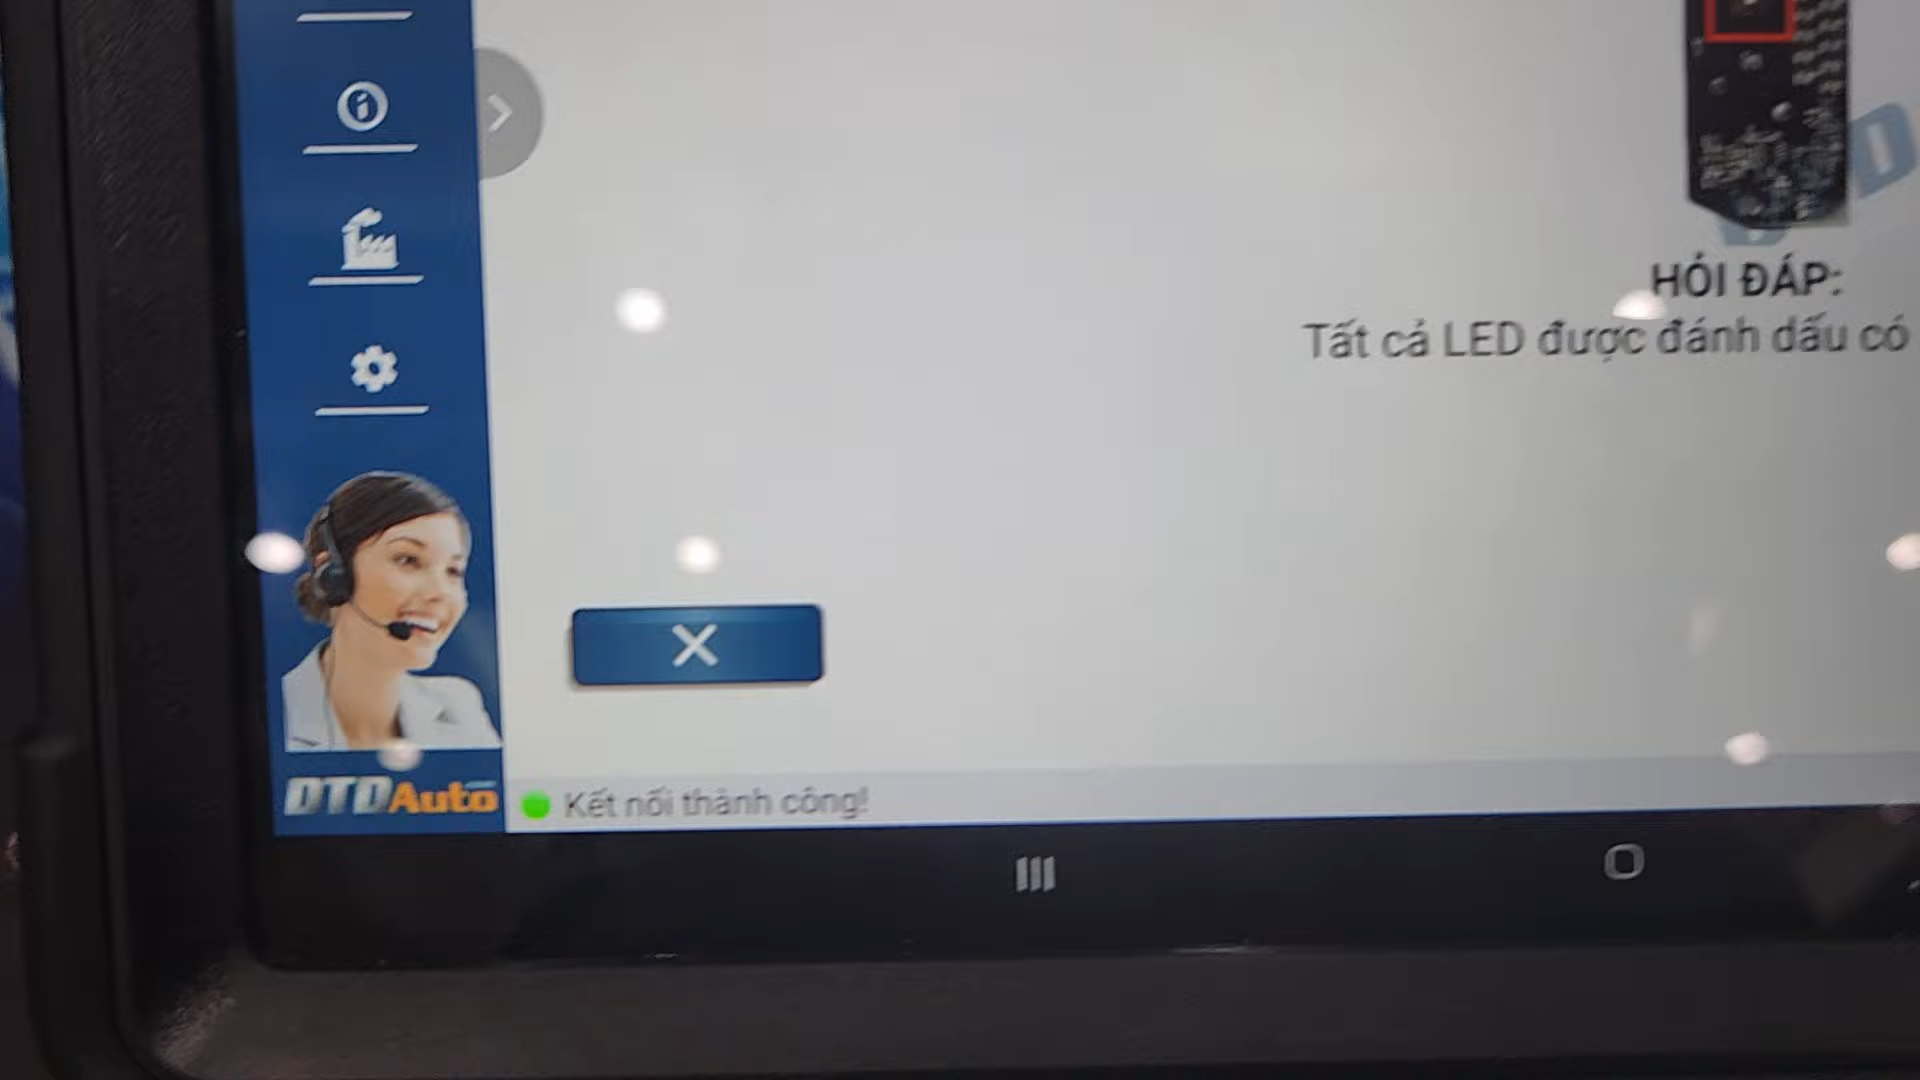 HỎI ĐÁP:
Tất cả LED được đánh dấu có
DTDAuto
Kết nối thành công!